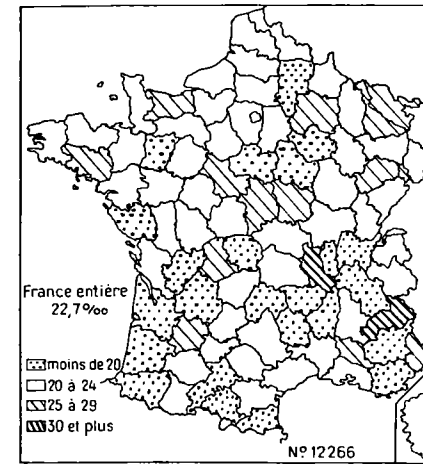 France entière
22,7‰
moins de 20
20 à 24
25 à 29
30 et plus
Nº 12266